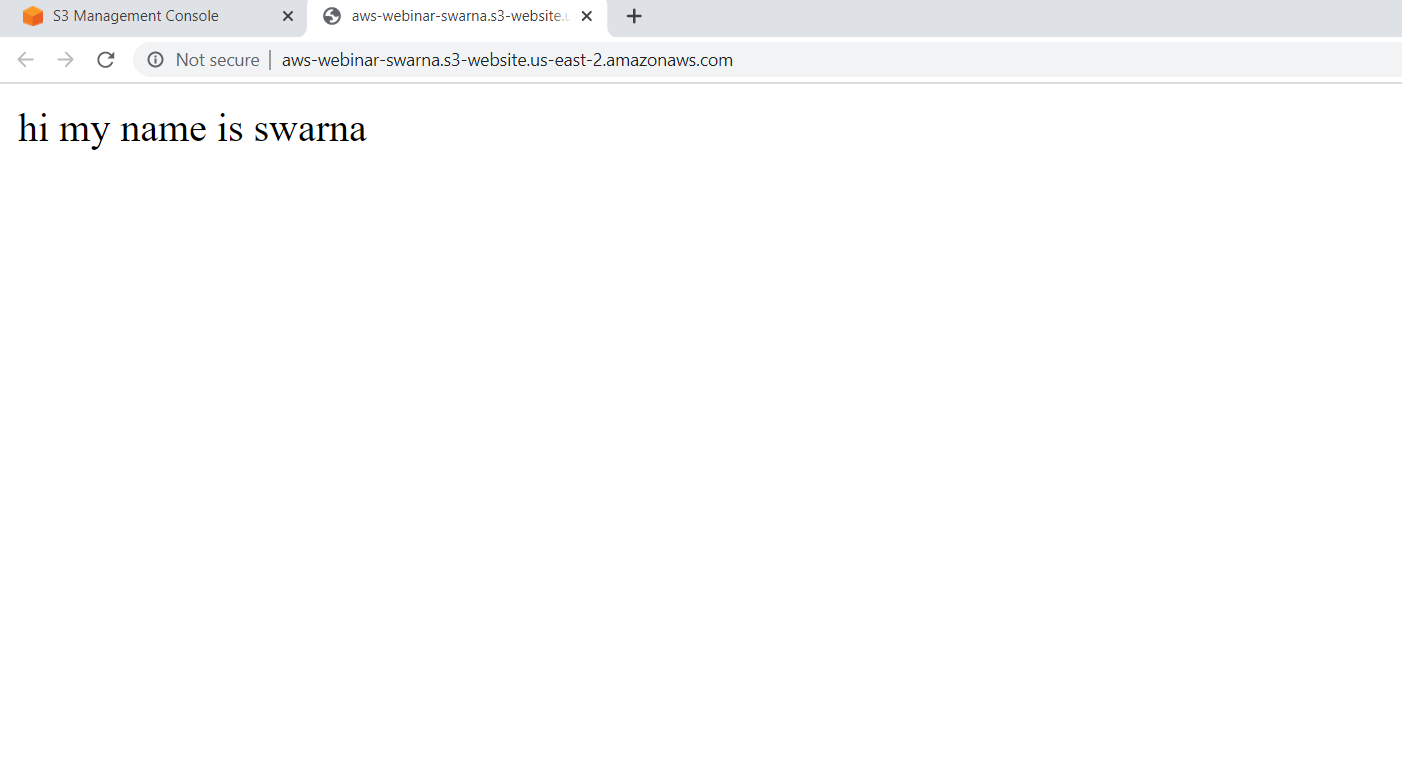 S3 Management Console
aws-webinar-swarna.s3-website.u
Not secure | aws-webinar-swarna.s3-website.us-east-2.amazonaws.com
hi my name is swarna